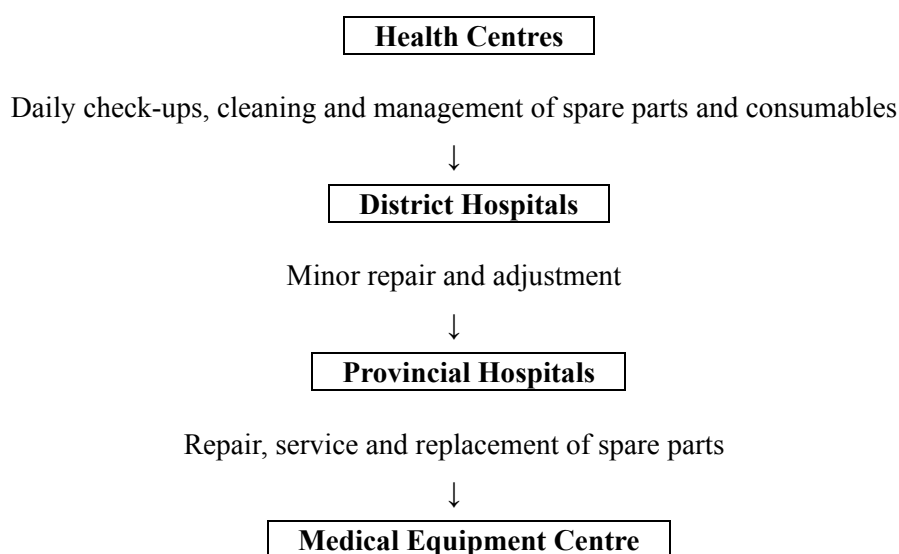 Health Centres
Daily check-ups, cleaning and management of spare parts and consumables
↓
District Hospitals
Minor repair and adjustment
↓
Provincial Hospitals
Repair, service and replacement of spare parts
↓
Medical Equipment Centre